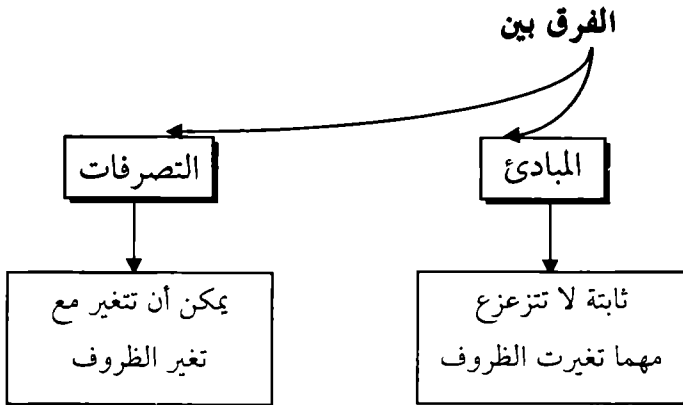 الفرق بين
المبادئ
التصرفات
ثابتة لا تتزعزع
مهما تغيرت الظروف
يمكن أن تتغير مع
تغير الظروف